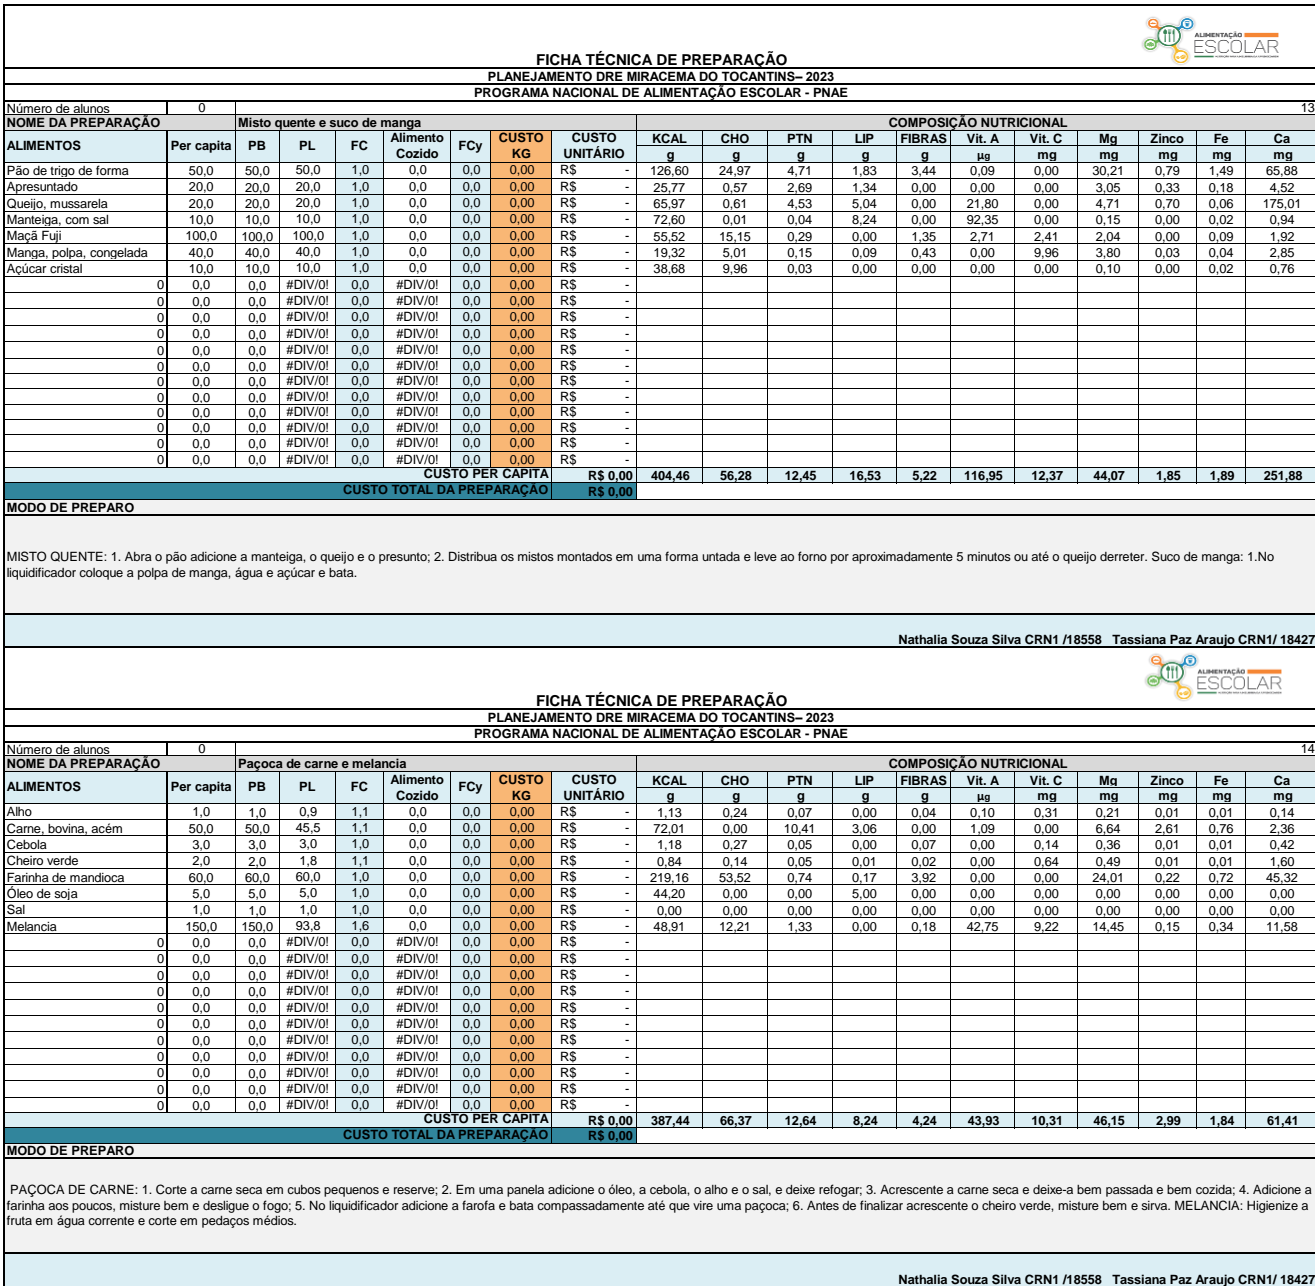 ALIMENTAÇÃO
ESCOLAR
FICHA TÉCNICA DE PREPARAÇÃO
PLANEJAMENTO DRE MIRACEMA DO TOCANTINS– 2023
PROGRAMA NACIONAL DE ALIMENTAÇÃO ESCOLAR - PNAE
Número de alunos 0 13
NOME DA PREPARAÇÃO Misto quente e suco de manga COMPOSIÇÃO NUTRICIONAL
ALIMENTOS Per capita PB PL FC Alimento Cozido FCy CUSTO KG CUSTO UNITÁRIO KCAL CHO PTN LIP FIBRAS Vit. A Vit. C Mg Zinco Fe Ca
g g g g g µg mg mg mg mg mg
Pão de trigo de forma 50,0 50,0 50,0 1,0 0,0 0,0 0,00 R$ - 126,60 24,97 4,71 1,83 3,44 0,09 0,00 30,21 0,79 1,49 65,88
Apresuntado 20,0 20,0 20,0 1,0 0,0 0,0 0,00 R$ - 25,77 0,57 2,69 1,34 0,00 0,00 0,00 3,05 0,33 0,18 4,52
Queijo, mussarela 20,0 20,0 20,0 1,0 0,0 0,0 0,00 R$ - 65,97 0,61 4,53 5,04 0,00 21,80 0,00 4,71 0,70 0,06 175,01
Manteiga, com sal 10,0 10,0 10,0 1,0 0,0 0,0 0,00 R$ - 72,60 0,01 0,04 8,24 0,00 92,35 0,00 0,15 0,00 0,02 0,94
Maçã Fuji 100,0 100,0 100,0 1,0 0,0 0,0 0,00 R$ - 55,52 15,15 0,29 0,00 1,35 2,71 2,41 2,04 0,00 0,09 1,92
Manga, polpa, congelada 40,0 40,0 40,0 1,0 0,0 0,0 0,00 R$ - 19,32 5,01 0,15 0,09 0,43 0,00 9,96 3,80 0,03 0,04 2,85
Açúcar cristal 10,0 10,0 10,0 1,0 0,0 0,0 0,00 R$ - 38,68 9,96 0,03 0,00 0,00 0,00 0,00 0,10 0,00 0,02 0,76
0 0,0 0,0 #DIV/0! 0,0 #DIV/0! 0,0 0,00 R$ -
0 0,0 0,0 #DIV/0! 0,0 #DIV/0! 0,0 0,00 R$ -
0 0,0 0,0 #DIV/0! 0,0 #DIV/0! 0,0 0,00 R$ -
0 0,0 0,0 #DIV/0! 0,0 #DIV/0! 0,0 0,00 R$ -
0 0,0 0,0 #DIV/0! 0,0 #DIV/0! 0,0 0,00 R$ -
0 0,0 0,0 #DIV/0! 0,0 #DIV/0! 0,0 0,00 R$ -
0 0,0 0,0 #DIV/0! 0,0 #DIV/0! 0,0 0,00 R$ -
0 0,0 0,0 #DIV/0! 0,0 #DIV/0! 0,0 0,00 R$ -
0 0,0 0,0 #DIV/0! 0,0 #DIV/0! 0,0 0,00 R$ -
0 0,0 0,0 #DIV/0! 0,0 #DIV/0! 0,0 0,00 R$ -
0 0,0 0,0 #DIV/0! 0,0 #DIV/0! 0,0 0,00 R$ -
0 0,0 0,0 #DIV/0! 0,0 #DIV/0! 0,0 0,00 R$ -
CUSTO PER CAPITA R$ 0,00 404,46 56,28 12,45 16,53 5,22 116,95 12,37 44,07 1,85 1,89 251,88
CUSTO TOTAL DA PREPARAÇÃO R$ 0,00
MODO DE PREPARO
MISTO QUENTE: 1. Abra o pão adicione a manteiga, o queijo e o presunto; 2. Distribua os mistos montados em uma forma untada e leve ao forno por aproximadamente 5 minutos ou até o queijo derreter. Suco de manga: 1.No
liquidificador coloque a polpa de manga, água e açúcar e bata.
Nathalia Souza Silva CRN1 /18558 Tassiana Paz Araujo CRN1/ 18427
ALIMENTAÇÃO
ESCOLAR
FICHA TÉCNICA DE PREPARAÇÃO
PLANEJAMENTO DRE MIRACEMA DO TOCANTINS– 2023
PROGRAMA NACIONAL DE ALIMENTAÇÃO ESCOLAR - PNAE
Número de alunos 0 14
NOME DA PREPARAÇÃO Paçoca de carne e melancia COMPOSIÇÃO NUTRICIONAL
ALIMENTOS Per capita PB PL FC Alimento Cozido FCy CUSTO KG CUSTO UNITÁRIO KCAL CHO PTN LIP FIBRAS Vit. A Vit. C Mg Zinco Fe Ca
g g g g g µg mg mg mg mg mg
Alho 1,0 1,0 0,9 1,1 0,0 0,0 0,00 R$ - 1,13 0,24 0,07 0,00 0,04 0,10 0,31 0,21 0,01 0,01 0,14
Carne, bovina, acém 50,0 50,0 45,5 1,1 0,0 0,0 0,00 R$ - 72,01 0,00 10,41 3,06 0,00 1,09 0,00 6,64 2,61 0,76 2,36
Cebola 3,0 3,0 3,0 1,0 0,0 0,0 0,00 R$ - 1,18 0,27 0,05 0,00 0,07 0,00 0,14 0,36 0,01 0,01 0,42
Cheiro verde 2,0 2,0 1,8 1,1 0,0 0,0 0,00 R$ - 0,84 0,14 0,05 0,01 0,02 0,00 0,64 0,49 0,01 0,01 1,60
Farinha de mandioca 60,0 60,0 60,0 1,0 0,0 0,0 0,00 R$ - 219,16 53,52 0,74 0,17 3,92 0,00 0,00 24,01 0,22 0,72 45,32
Óleo de soja 5,0 5,0 5,0 1,0 0,0 0,0 0,00 R$ - 44,20 0,00 0,00 5,00 0,00 0,00 0,00 0,00 0,00 0,00 0,00
Sal 1,0 1,0 1,0 1,0 0,0 0,0 0,00 R$ - 0,00 0,00 0,00 0,00 0,00 0,00 0,00 0,00 0,00 0,00 0,00
Melancia 150,0 150,0 93,8 1,6 0,0 0,0 0,00 R$ - 48,91 12,21 1,33 0,00 0,18 42,75 9,22 14,45 0,15 0,34 11,58
0 0,0 0,0 #DIV/0! 0,0 #DIV/0! 0,0 0,00 R$ -
0 0,0 0,0 #DIV/0! 0,0 #DIV/0! 0,0 0,00 R$ -
0 0,0 0,0 #DIV/0! 0,0 #DIV/0! 0,0 0,00 R$ -
0 0,0 0,0 #DIV/0! 0,0 #DIV/0! 0,0 0,00 R$ -
0 0,0 0,0 #DIV/0! 0,0 #DIV/0! 0,0 0,00 R$ -
0 0,0 0,0 #DIV/0! 0,0 #DIV/0! 0,0 0,00 R$ -
0 0,0 0,0 #DIV/0! 0,0 #DIV/0! 0,0 0,00 R$ -
0 0,0 0,0 #DIV/0! 0,0 #DIV/0! 0,0 0,00 R$ -
0 0,0 0,0 #DIV/0! 0,0 #DIV/0! 0,0 0,00 R$ -
0 0,0 0,0 #DIV/0! 0,0 #DIV/0! 0,0 0,00 R$ -
0 0,0 0,0 #DIV/0! 0,0 #DIV/0! 0,0 0,00 R$ -
CUSTO PER CAPITA R$ 0,00 387,44 66,37 12,64 8,24 4,24 43,93 10,31 46,15 2,99 1,84 61,41
CUSTO TOTAL DA PREPARAÇÃO R$ 0,00
MODO DE PREPARO
PAÇOCA DE CARNE: 1. Corte a carne seca em cubos pequenos e reserve; 2. Em uma panela adicione o óleo, a cebola, o alho e o sal, e deixe refogar; 3. Acrescente a carne seca e deixe-a bem passada e bem cozida; 4. Adicione a
farinha aos poucos, misture bem e desligue o fogo; 5. No liquidificador adicione a farofa e bata compassadamente até que vire uma paçoca; 6. Antes de finalizar acrescente o cheiro verde, misture bem e sirva. MELANCIA: Higienize a
fruta em água corrente e corte em pedaços médios.
Nathalia Souza Silva CRN1 /18558 Tassiana Paz Araujo CRN1/ 18427